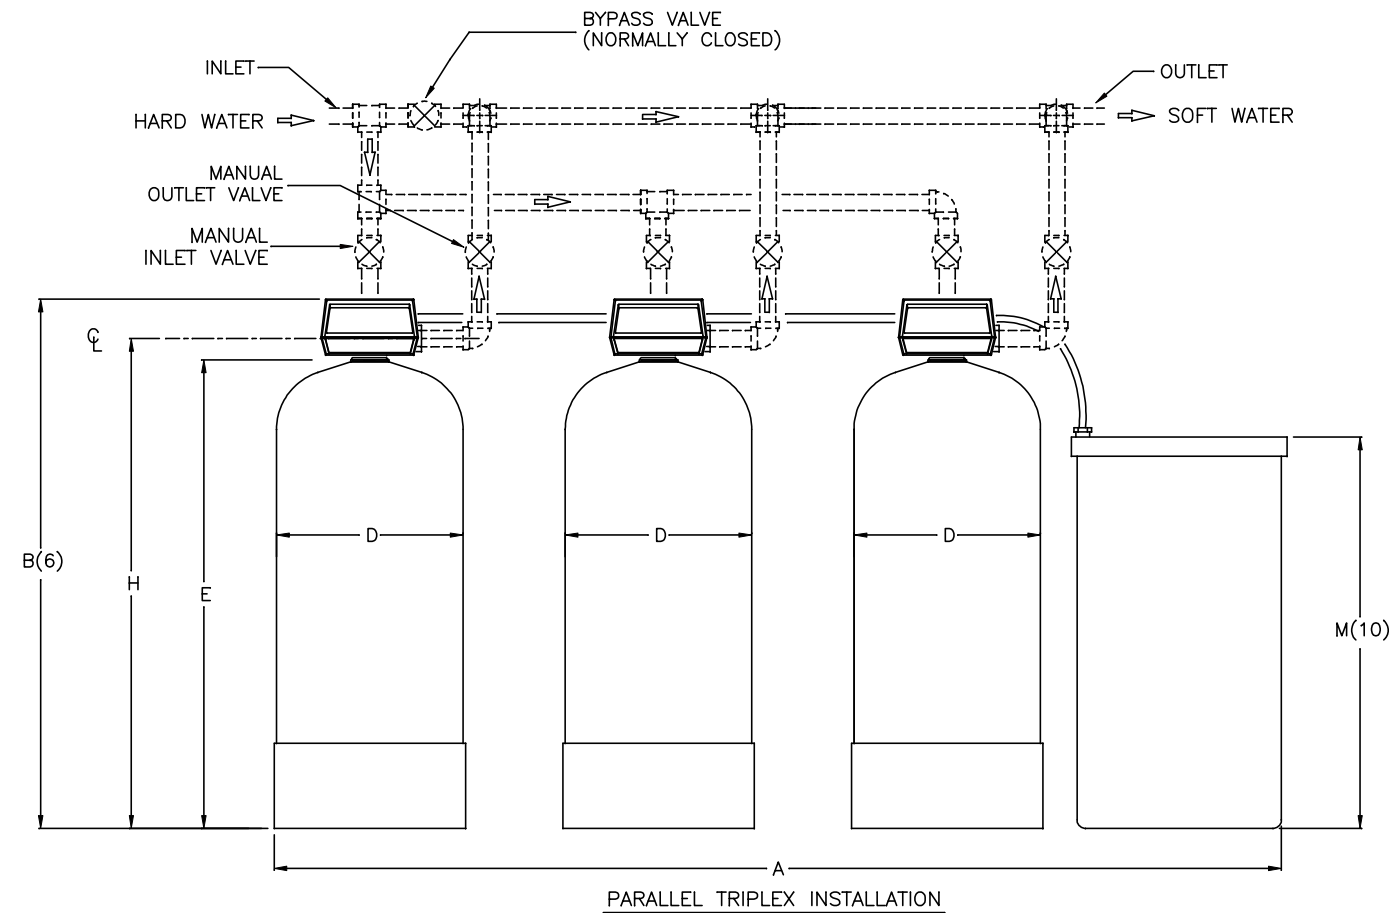 BYPASS VALVE
(NORMALLY CLOSED)
INLET
OUTLET
HARD WATER
SOFT WATER
MANUAL
OUTLET VALVE
MANUAL
INLET VALVE
℄
D
D
D
B(6)
H
E
M(10)
A
PARALLEL TRIPLEX INSTALLATION